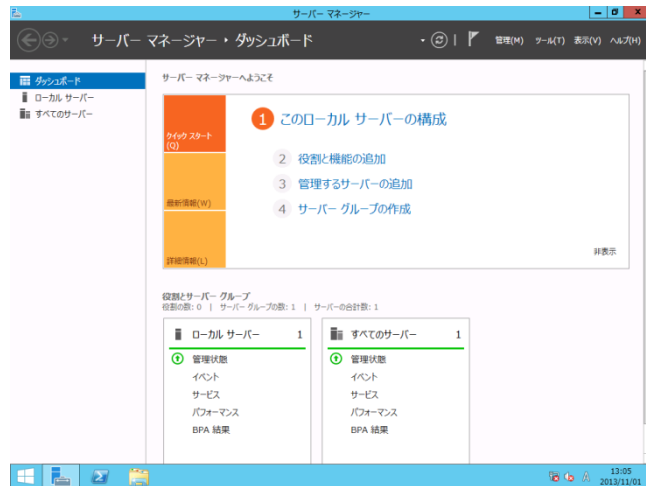 サーバー マネージャー
サーバー マネージャー ・ ダッシュボード
管理(M) ツール(T) 表示(V) ヘルプ(H)
ダッシュボード
ローカル サーバー
すべてのサーバー
サーバー マネージャーへようこそ
クイック スタート
(Q)
最新情報(W)
詳細情報(L)
1 このローカル サーバーの構成
2 役割と機能の追加
3 管理するサーバーの追加
4 サーバー グループの作成
非表示
役割とサーバー グループ
役割の数: 0 | サーバー グループの数: 1 | サーバーの合計数: 1
ローカル サーバー 1
管理状態
イベント
サービス
パフォーマンス
BPA 結果
すべてのサーバー 1
管理状態
イベント
サービス
パフォーマンス
BPA 結果
A
13:05
2013/11/01